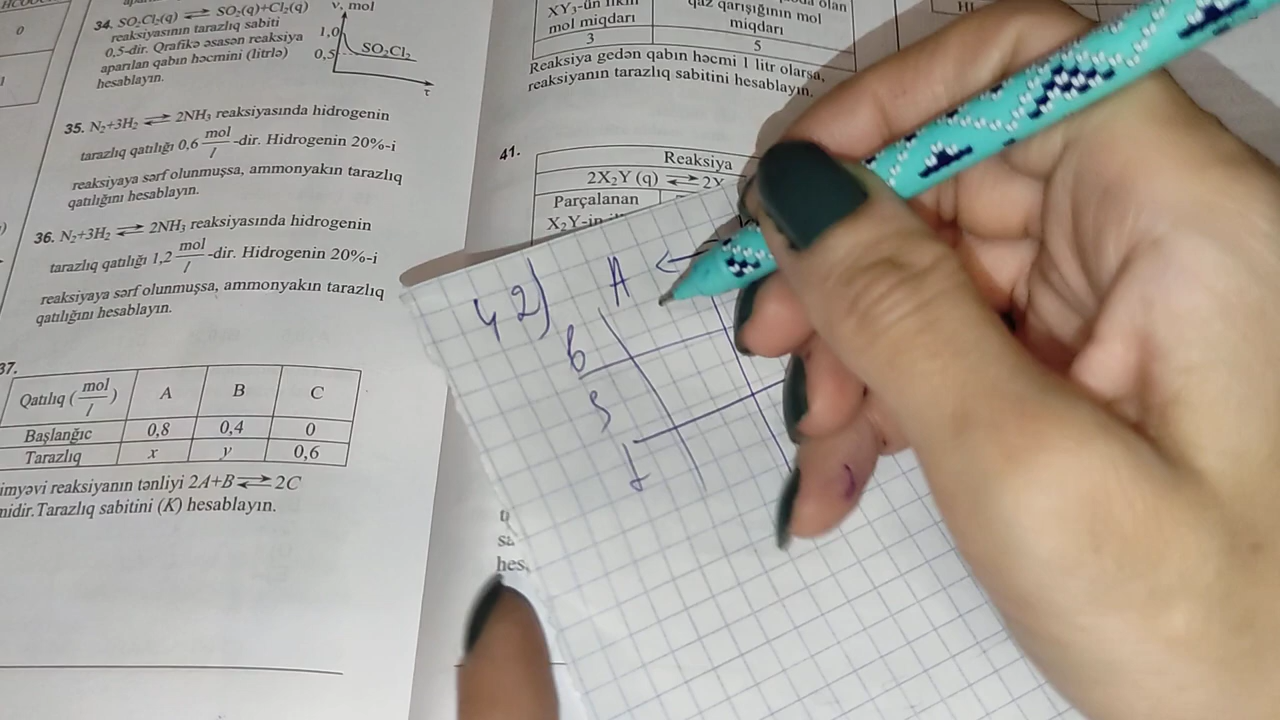 HCOOC
0
34. SO₂Cl₂(q) ⇌ SO₂(q)+Cl₂(q)
reaksiyasının tarazlıq sabiti
0,5-dir. Qrafikə əsasən reaksiya
aparılan qabın həcmini (litrlə)
hesablayın.
ν, mol
1,0
0,5
SO₂Cl₂
τ
35. N₂+3H₂ ⇌ 2NH₃ reaksiyasında hidrogenin
tarazlıq qatılığı 0,6 mol/l -dir. Hidrogenin 20%-i
reaksiyaya sərf olunmuşsa, ammonyakın tarazlıq
qatılığını hesablayın.
36. N₂+3H₂ ⇌ 2NH₃ reaksiyasında hidrogenin
tarazlıq qatılığı 1,2 mol/l -dir. Hidrogenin 20%-i
reaksiyaya sərf olunmuşsa, ammonyakın tarazlıq
qatılığını hesablayın.
37.
Qatılıq (mol/l) A B C
Başlanğıc 0,8 0,4 0
Tarazlıq x y 0,6
imyəvi reaksiyanın tənliyi 2A+B ⇌ 2C
midir. Tarazlıq sabitini (K) hesablayın.
XY₃-ün ilkin
mol miqdarı
olan
qaz qarışığının mol
miqdarı
3 5
Reaksiya gedən qabın həcmi 1 litr olarsa,
reaksiyanın tarazlıq sabitini hesablayın.
HI
41.
Reaksiya
2X₂Y (q) ⇌ 2X
Parçalanan
X₂Y-in
hes
42) A
b
s
t